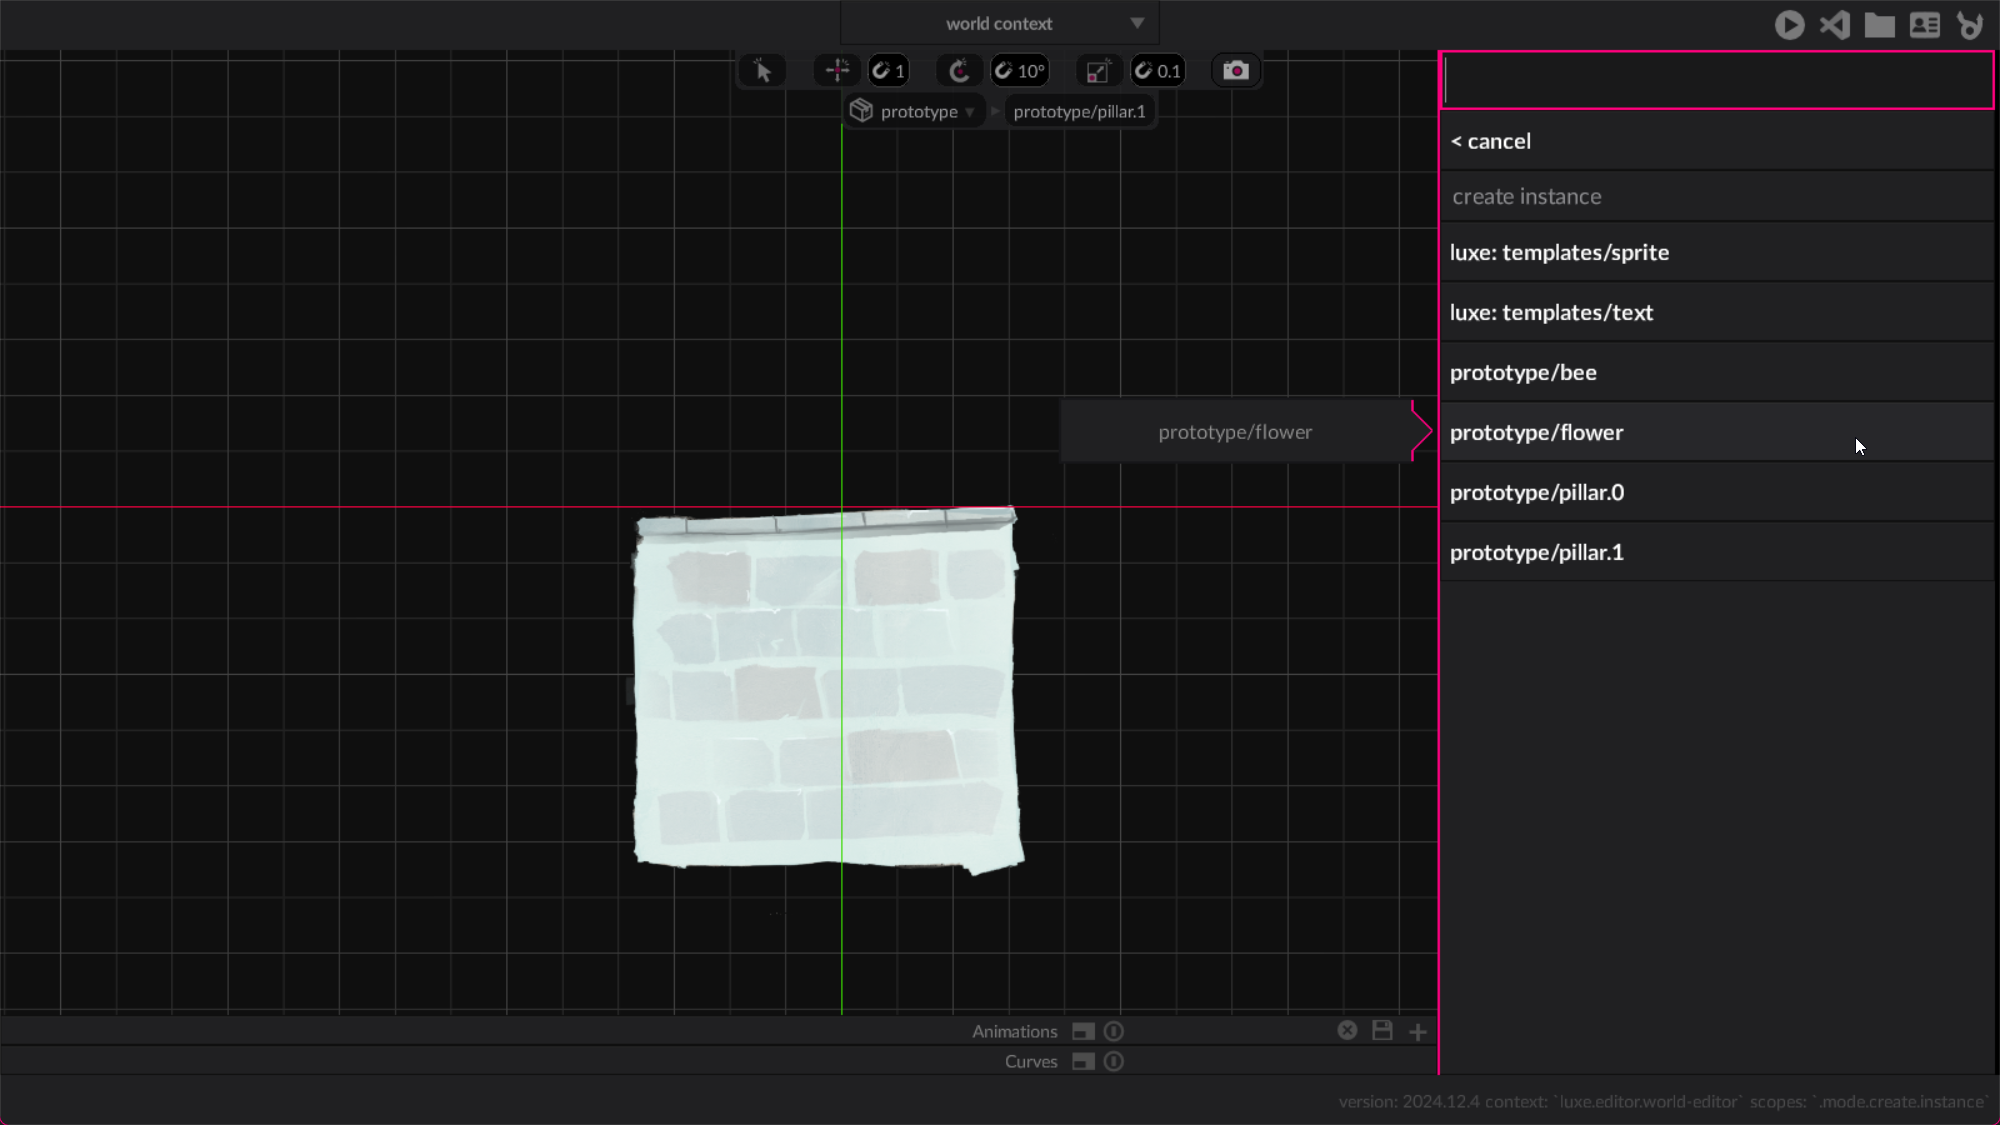 world context
1
10°
0.1
prototype
prototype/pillar.1
< cancel
create instance
luxe: templates/sprite
luxe: templates/text
prototype/bee
prototype/flower
prototype/flower
prototype/pillar.0
prototype/pillar.1
Animations
Curves
version: 2024.12.4 context: `luxe.editor.world-editor` scopes: `.mode.create.instance`